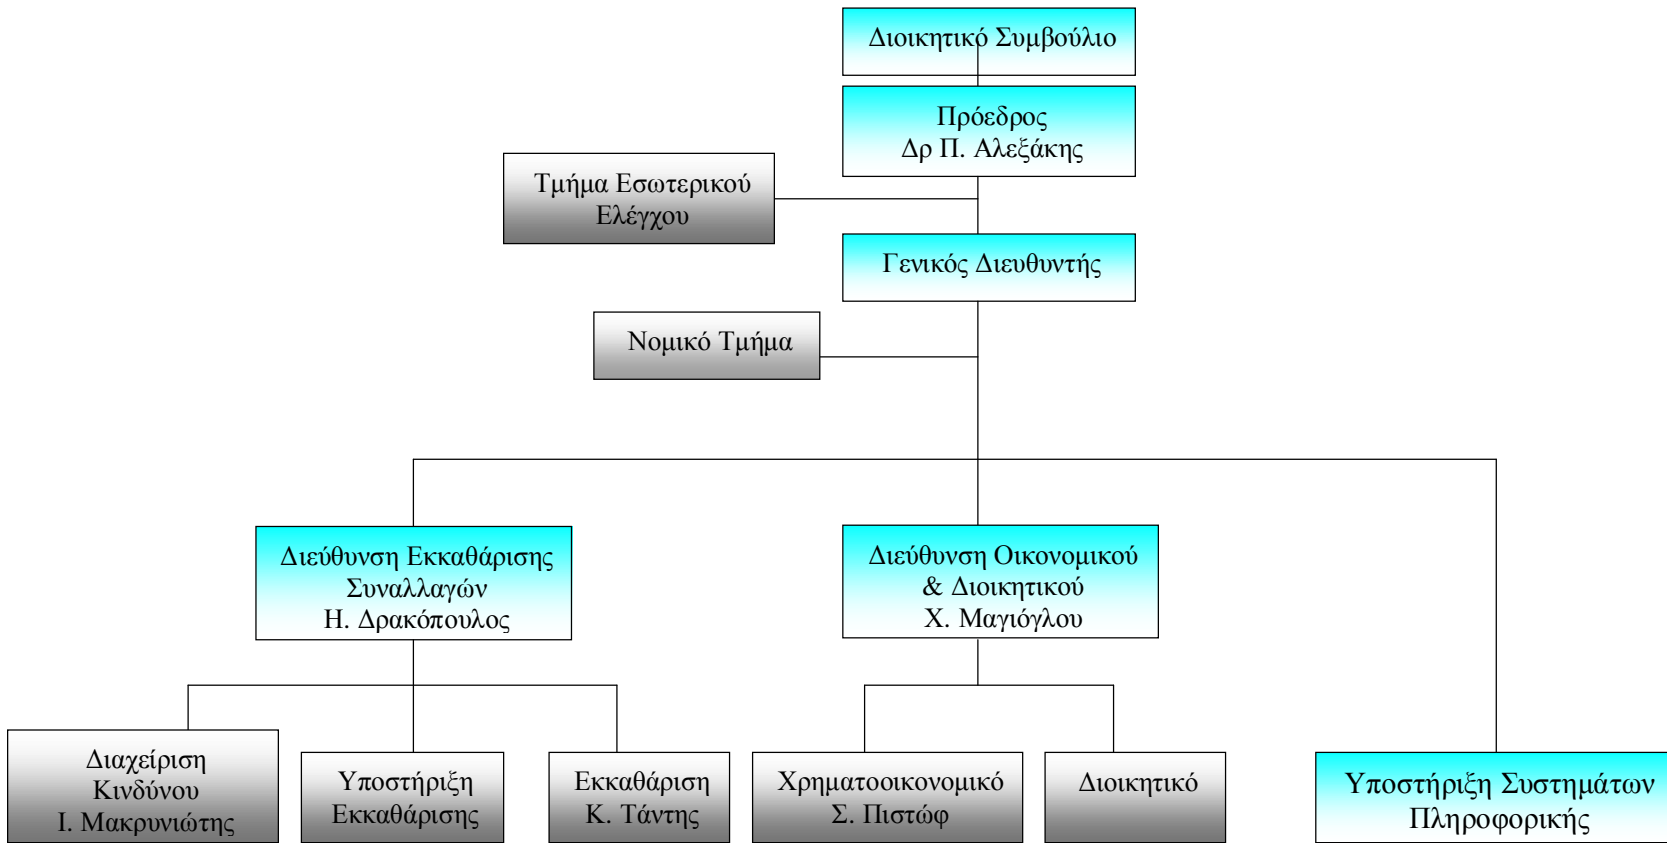 Διοικητικό Συμβούλιο
Πρόεδρος
Δρ Π. Αλεξάκης
Τμήμα Εσωτερικού
Ελέγχου
Γενικός Διευθυντής
Νομικό Τμήμα
Διεύθυνση Εκκαθάρισης
Συναλλαγών
Η. Δρακόπουλος
Διεύθυνση Οικονομικού
& Διοικητικού
Χ. Μαγιόγλου
Διαχείριση
Κινδύνου
Ι. Μακρυνιώτης
Υποστήριξη
Εκκαθάρισης
Εκκαθάριση
Κ. Τάντης
Χρηματοοικονομικό
Σ. Πιστώφ
Διοικητικό
Υποστήριξη Συστημάτων
Πληροφορικής